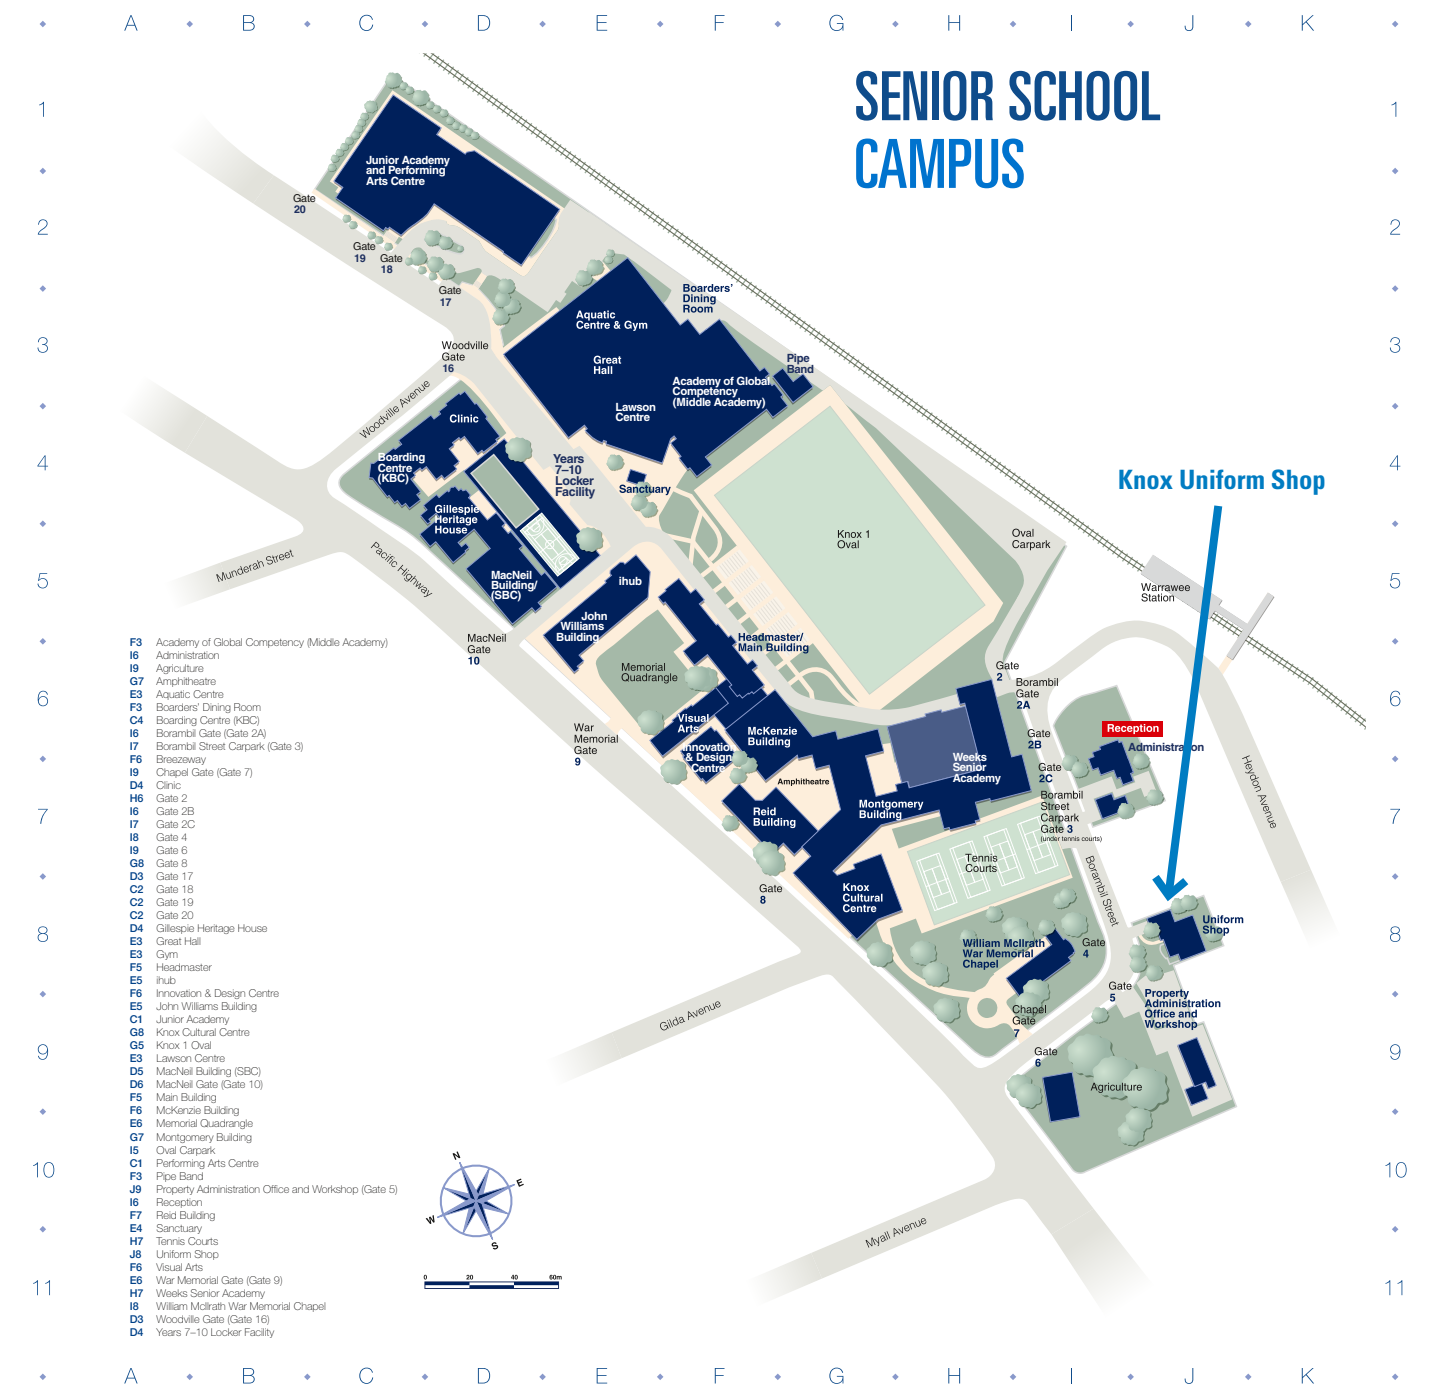 A B C D E F G H I J K
SENIOR SCHOOL
CAMPUS
1 1
2 2
3 3
4 4
5 5
6 6
7 7
8 8
9 9
10 10
11 11
Junior Academy
and Performing
Arts Centre
Gate
20
Gate
19
Gate
18
Gate
17
Boarders’
Dining
Room
Aquatic
Centre & Gym
Great
Hall
Woodville
Gate
16
Pipe
Band
Academy of Global
Competency
(Middle Academy)
Lawson
Centre
Woodville Avenue
Clinic
Boarding
Centre
(KBC)
Years
7–10
Locker
Facility
Sanctuary
Knox Uniform Shop
Gillespie
Heritage
House
Knox 1
Oval
Oval
Carpark
Munderah Street
Pacific Highway
MacNeil
Building/
(SBC)
ihub
Warrawee
Station
John
Williams
Building
MacNeil
Gate
10
Headmaster/
Main Building
Memorial
Quadrangle
Gate
2
Borambil
Gate
2A
War
Memorial
Gate
9
Visual
Arts
McKenzie
Building
Innovation
& Design
Centre
Gate
2B
Reception
Administration
Weeks
Senior
Academy
Gate
2C
Amphitheatre
Heydon Avenue
Borambil
Street
Carpark
Gate 3
(under tennis courts)
Reid
Building
Montgomery
Building
Tennis
Courts
Borambil Street
Gate
8
Knox
Cultural
Centre
Uniform
Shop
William McIlrath
War Memorial
Chapel
Gate
4
Gate
5
Property
Administration
Office and
Workshop
Chapel
Gate
7
Gilda Avenue
Gate
6
Agriculture
Myall Avenue
F3 Academy of Global Competency (Middle Academy)
I6 Administration
I9 Agriculture
G7 Amphitheatre
E3 Aquatic Centre
F3 Boarders’ Dining Room
C4 Boarding Centre (KBC)
I6 Borambil Gate (Gate 2A)
I7 Borambil Street Carpark (Gate 3)
F6 Breezeway
I9 Chapel Gate (Gate 7)
D4 Clinic
H6 Gate 2
I6 Gate 2B
I7 Gate 2C
I8 Gate 4
I9 Gate 6
G8 Gate 8
D3 Gate 17
C2 Gate 18
C2 Gate 19
C2 Gate 20
D4 Gillespie Heritage House
E3 Great Hall
E3 Gym
F5 Headmaster
E5 ihub
F6 Innovation & Design Centre
E5 John Williams Building
C1 Junior Academy
G8 Knox Cultural Centre
G5 Knox 1 Oval
E3 Lawson Centre
D5 MacNeil Building (SBC)
D6 MacNeil Gate (Gate 10)
F5 Main Building
F6 McKenzie Building
E6 Memorial Quadrangle
G7 Montgomery Building
I5 Oval Carpark
C1 Performing Arts Centre
F3 Pipe Band
J9 Property Administration Office and Workshop (Gate 5)
I6 Reception
F7 Reid Building
E4 Sanctuary
H7 Tennis Courts
J8 Uniform Shop
F6 Visual Arts
E6 War Memorial Gate (Gate 9)
H7 Weeks Senior Academy
I8 William McIlrath War Memorial Chapel
D3 Woodville Gate (Gate 16)
D4 Years 7–10 Locker Facility
N
E
W
S
0 20 40 60m
A B C D E F G H I J K